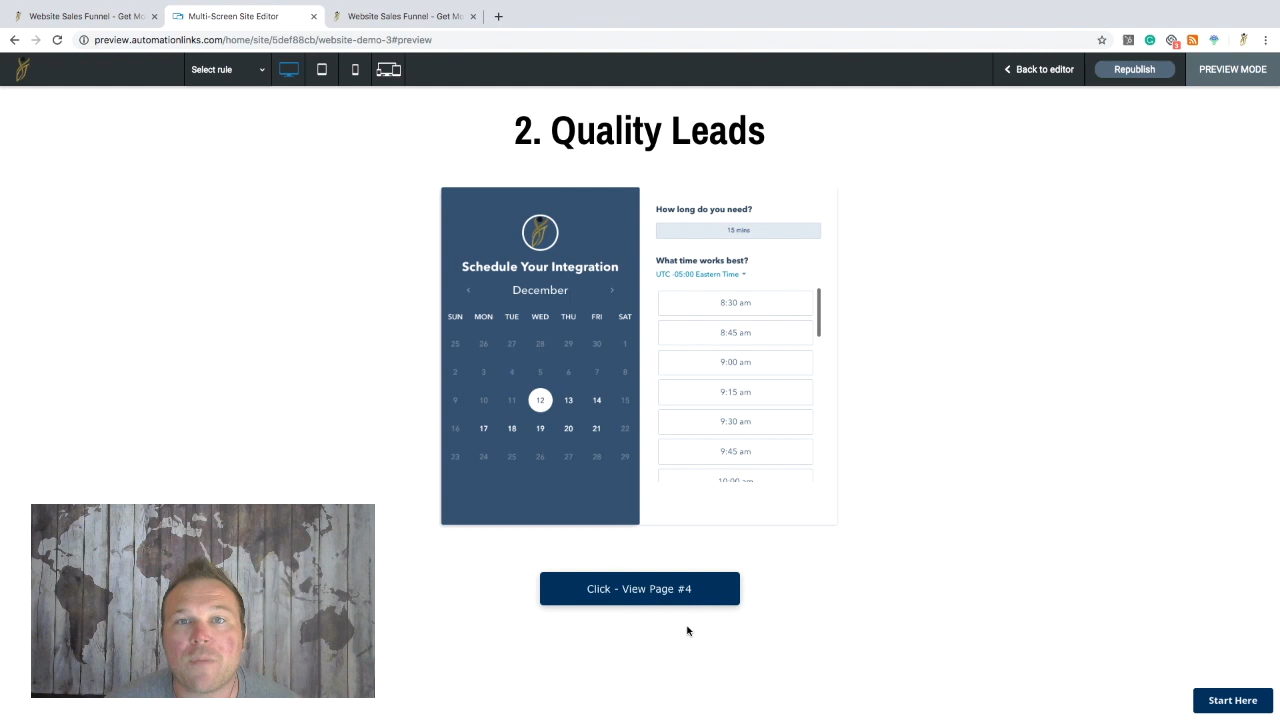 Website Sales Funnel - Get Mo
Multi-Screen Site Editor
Website Sales Funnel - Get Mo
preview.automationlinks.com/home/site/5def88cb/website-demo-3#preview
3
Select rule
Back to editor
Republish
PREVIEW MODE
2. Quality Leads
Schedule Your Integration
December
SUN MON TUE WED THU FRI SAT
25 26 27 28 29 30 1
2 3 4 5 6 7 8
9 10 11 12 13 14 15
16 17 18 19 20 21 22
23 24 25 26 27 28 29
How long do you need?
15 mins
What time works best?
UTC -05:00 Eastern Time
8:30 am
8:45 am
9:00 am
9:15 am
9:30 am
9:45 am
10:00 am
Click - View Page #4
Start Here